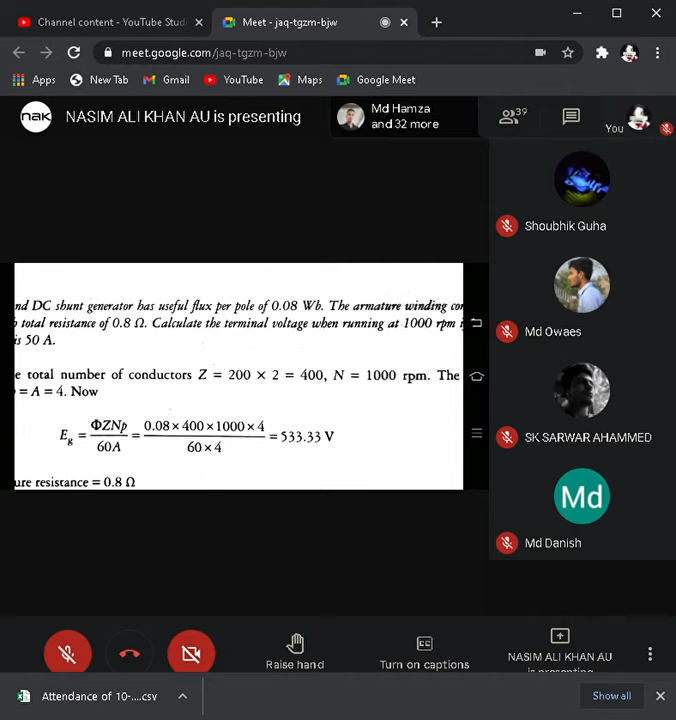 Channel content - YouTube Stud
Meet - jaq-tgzm-bjw
meet.google.com/jaq-tgzm-bjw
Apps New Tab Gmail YouTube Maps Google Meet
nak NASIM ALI KHAN AU is presenting
Md Hamza
and 32 more
39
You
Shoubhik Guha
Md Owaes
SK SARWAR AHAMMED
Md
Md Danish
nd DC shunt generator has useful flux per pole of 0.08 Wb. The armature winding con
total resistance of 0.8 Ω. Calculate the terminal voltage when running at 1000 rpm i
is 50 A.
e total number of conductors Z = 200 × 2 = 400, N = 1000 rpm. The
= A = 4. Now
E_g = ΦZNp / 60A = 0.08 × 400 × 1000 × 4 / 60 × 4 = 533.33 V
ure resistance = 0.8 Ω
Raise hand
Turn on captions
NASIM ALI KHAN AU
is presenting
Attendance of 10-....csv
Show all